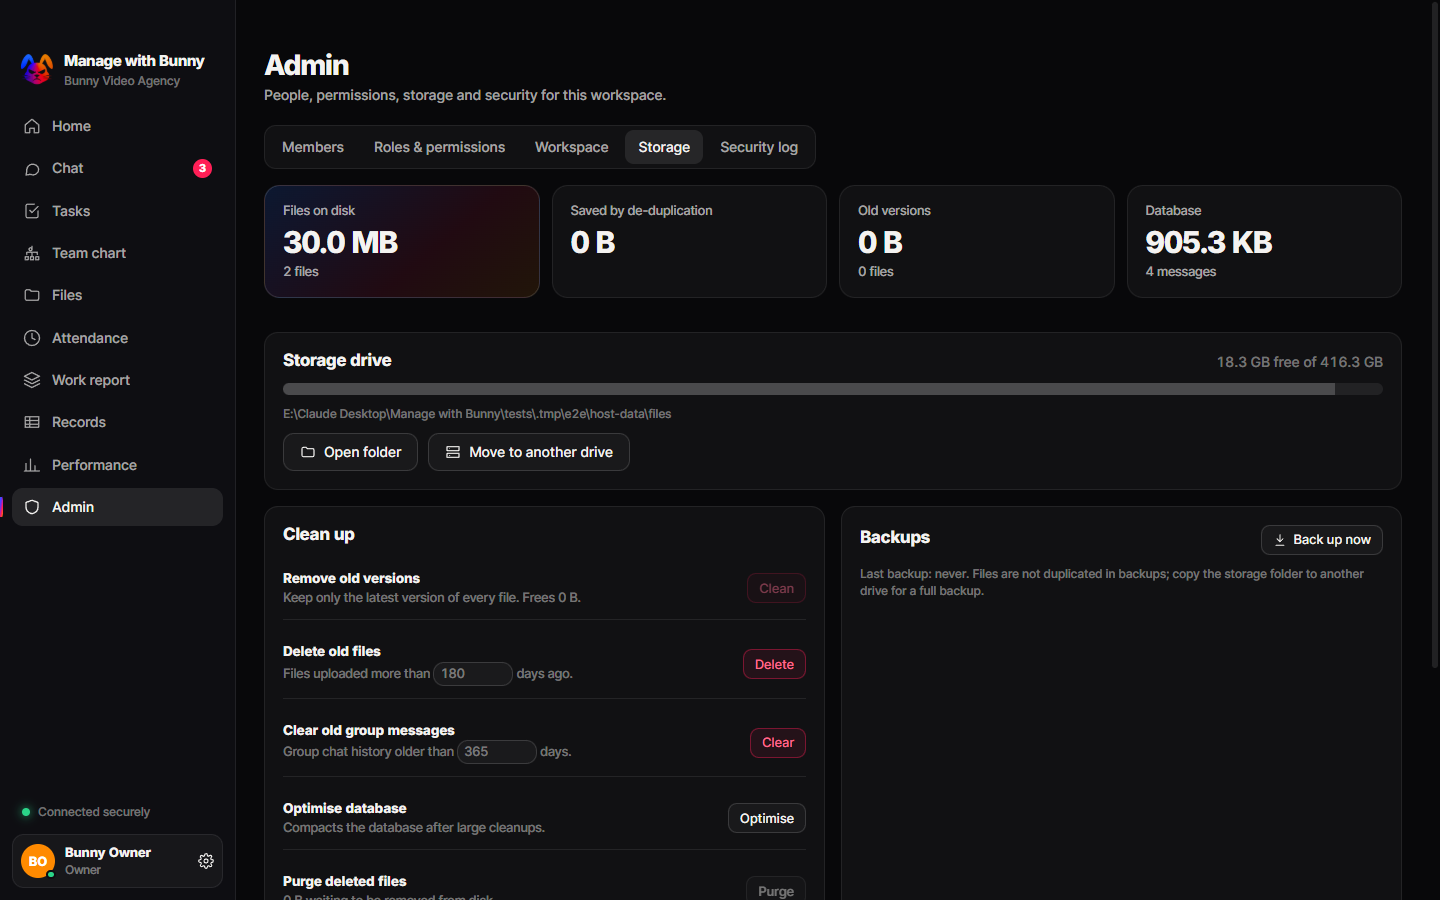 Manage with Bunny
Bunny Video Agency
Home
Chat
3
Tasks
Team chart
Files
Attendance
Work report
Records
Performance
Admin
Connected securely
BO
Bunny Owner
Owner
Admin
People, permissions, storage and security for this workspace.
Members
Roles & permissions
Workspace
Storage
Security log
Files on disk
30.0 MB
2 files
Saved by de-duplication
0 B
Old versions
0 B
0 files
Database
905.3 KB
4 messages
Storage drive
18.3 GB free of 416.3 GB
E:\Claude Desktop\Manage with Bunny\tests\.tmp\e2e\host-data\files
Open folder
Move to another drive
Clean up
Remove old versions
Keep only the latest version of every file. Frees 0 B.
Clean
Delete old files
Files uploaded more than 180 days ago.
Delete
Clear old group messages
Group chat history older than 365 days.
Clear
Optimise database
Compacts the database after large cleanups.
Optimise
Purge deleted files
0 B waiting to be removed from disk.
Purge
Backups
Back up now
Last backup: never. Files are not duplicated in backups; copy the storage folder to another
drive for a full backup.